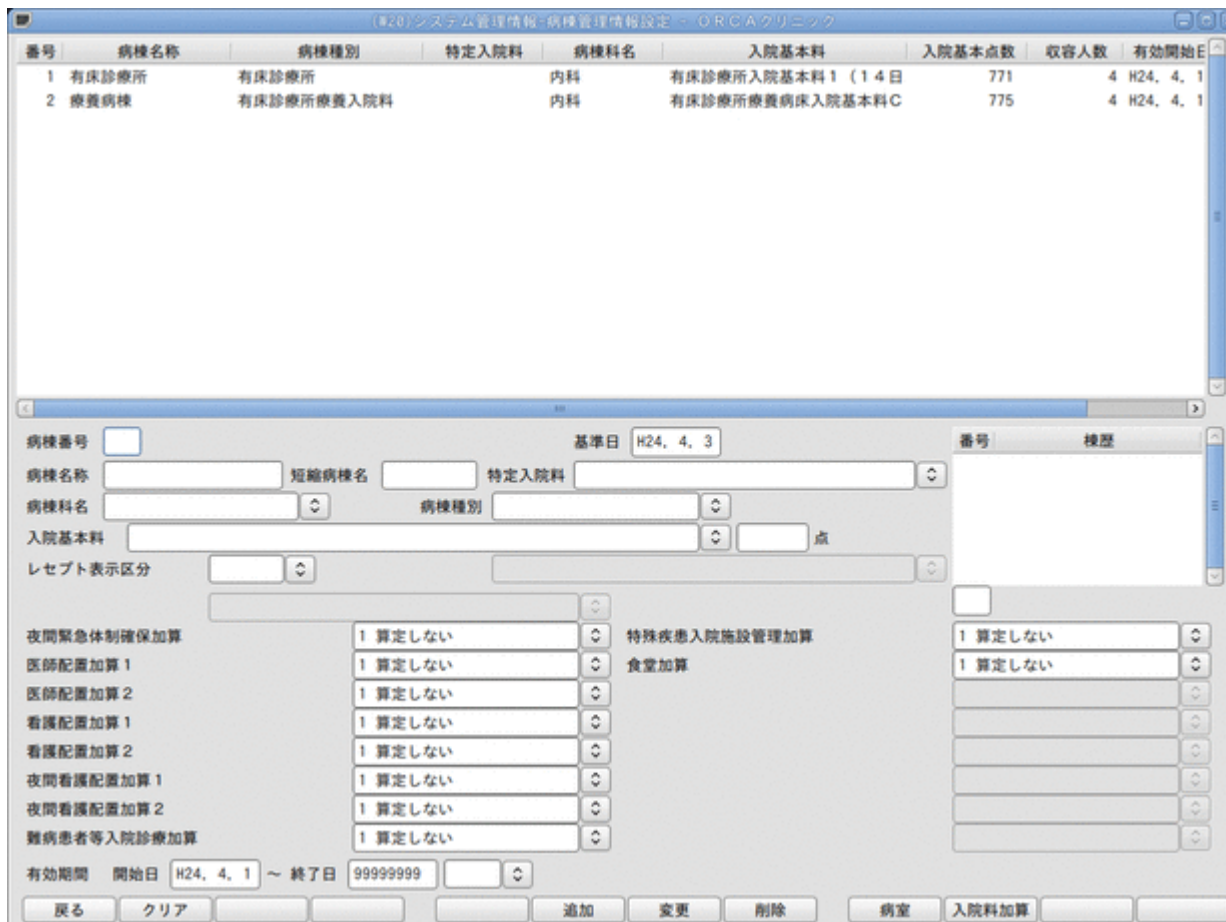 (W20)システム管理情報-病棟管理情報設定 - ORCAクリニック
番号 病棟名称 病棟種別 特定入院料 病棟科名 入院基本料 入院基本点数 収容人数 有効開始日
1 有床診療所 有床診療所 内科 有床診療所入院基本料1(14日 771 4 H24. 4. 1
2 療養病棟 有床診療所療養入院料 内科 有床診療所療養病床入院基本料C 775 4 H24. 4. 1
病棟番号 基準日 H24. 4. 3 番号 棟歴
病棟名称 短縮病棟名 特定入院料
病棟科名 病棟種別
入院基本料 点
レセプト表示区分
夜間緊急体制確保加算 1 算定しない 特殊疾患入院施設管理加算 1 算定しない
医師配置加算1 1 算定しない 食堂加算 1 算定しない
医師配置加算2 1 算定しない
看護配置加算1 1 算定しない
看護配置加算2 1 算定しない
夜間看護配置加算1 1 算定しない
夜間看護配置加算2 1 算定しない
難病患者等入院診療加算 1 算定しない
有効期間 開始日 H24. 4. 1 ~ 終了日 99999999
戻る クリア 追加 変更 削除 病室 入院料加算